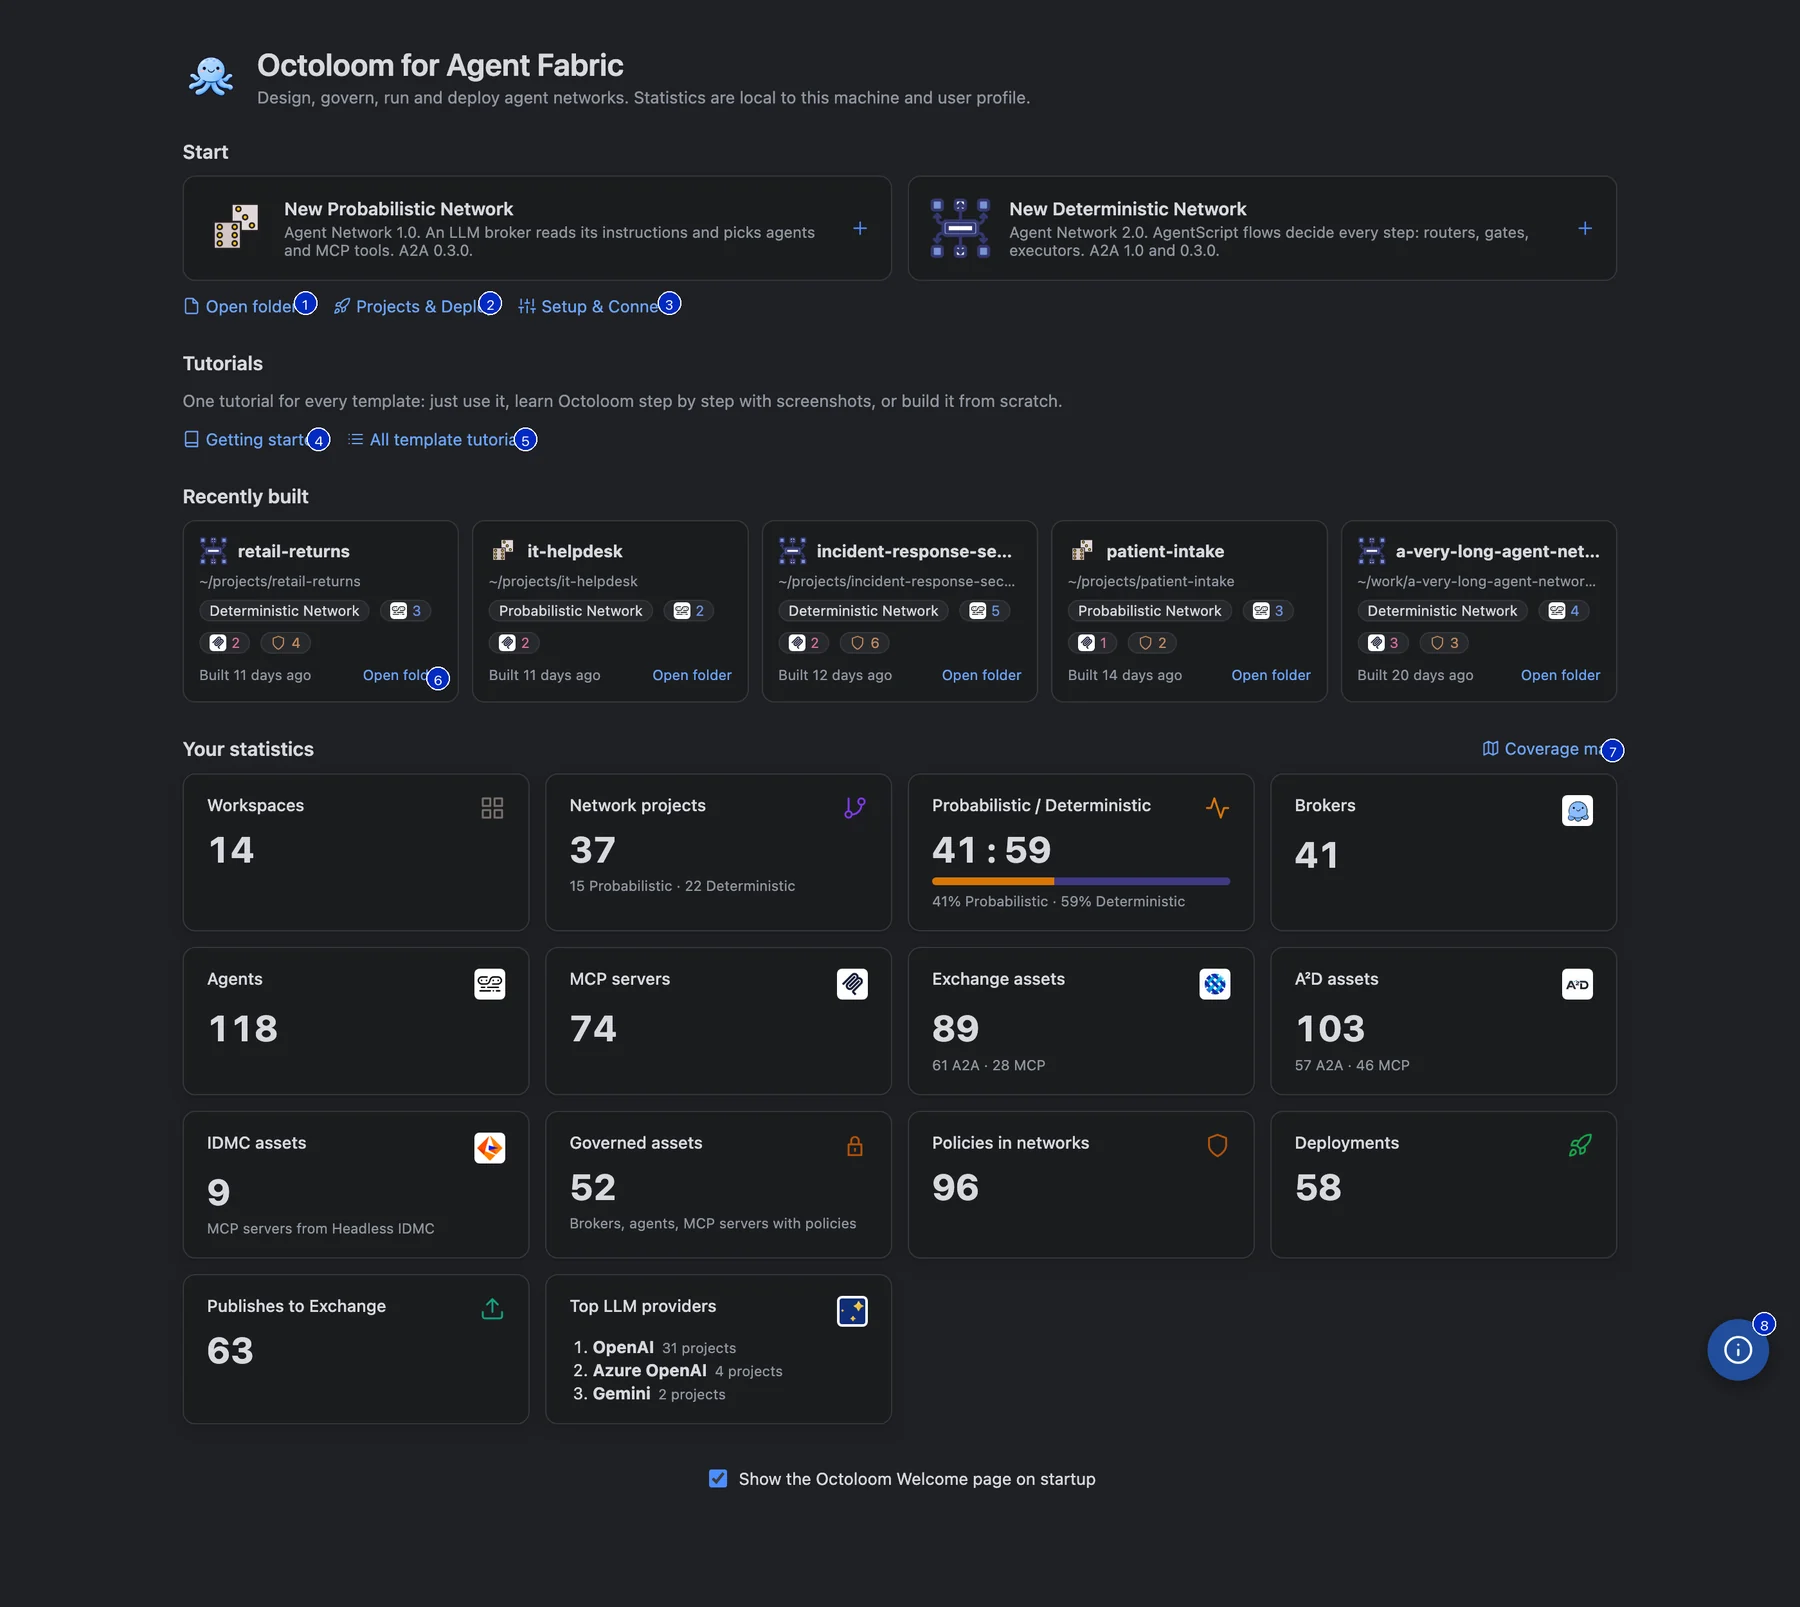 Octoloom for Agent Fabric
Design, govern, run and deploy agent networks. Statistics are local to this machine and user profile.
Start
New Probabilistic Network
Agent Network 1.0. An LLM broker reads its instructions and picks agents
and MCP tools. A2A 0.3.0.
+
New Deterministic Network
Agent Network 2.0. AgentScript flows decide every step: routers, gates,
executors. A2A 1.0 and 0.3.0.
+
Open folder 1 Projects & Depl 2 Setup & Conne 3
Tutorials
One tutorial for every template: just use it, learn Octoloom step by step with screenshots, or build it from scratch.
Getting start 4 All template tutoria 5
Recently built
retail-returns
~/projects/retail-returns
Deterministic Network 3
2 4
Built 11 days ago Open fold 6
it-helpdesk
~/projects/it-helpdesk
Probabilistic Network 2
2
Built 11 days ago Open folder
incident-response-se...
~/projects/incident-response-sec...
Deterministic Network 5
2 6
Built 12 days ago Open folder
patient-intake
~/projects/patient-intake
Probabilistic Network 3
1 2
Built 14 days ago Open folder
a-very-long-agent-net...
~/work/a-very-long-agent-networ...
Deterministic Network 4
3 3
Built 20 days ago Open folder
Your statistics
Coverage ma 7
Workspaces
14
Network projects
37
15 Probabilistic · 22 Deterministic
Probabilistic / Deterministic
41 : 59
41% Probabilistic · 59% Deterministic
Brokers
41
Agents
118
MCP servers
74
Exchange assets
89
61 A2A · 28 MCP
A²D assets
A²D
103
57 A2A · 46 MCP
IDMC assets
9
MCP servers from Headless IDMC
Governed assets
52
Brokers, agents, MCP servers with policies
Policies in networks
96
Deployments
58
Publishes to Exchange
63
Top LLM providers
1. OpenAI 31 projects
2. Azure OpenAI 4 projects
3. Gemini 2 projects
8
Show the Octoloom Welcome page on startup